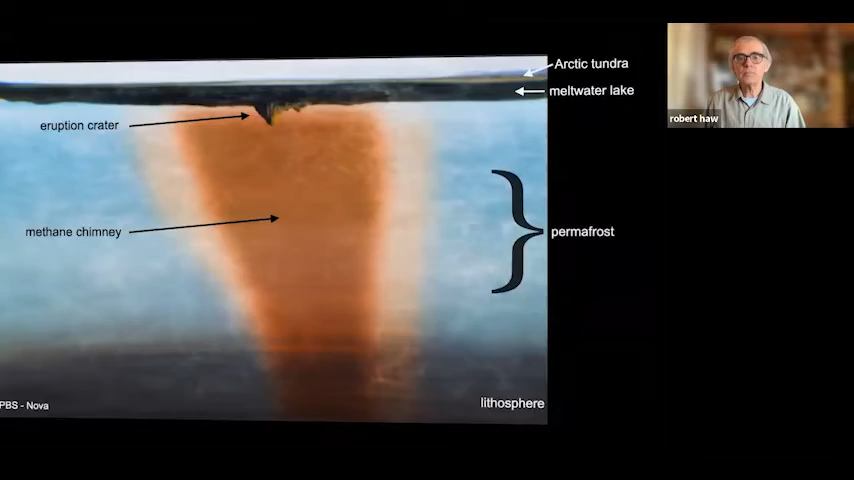 Arctic tundra
meltwater lake
eruption crater
methane chimney
permafrost
PBS - Nova
lithosphere
robert haw